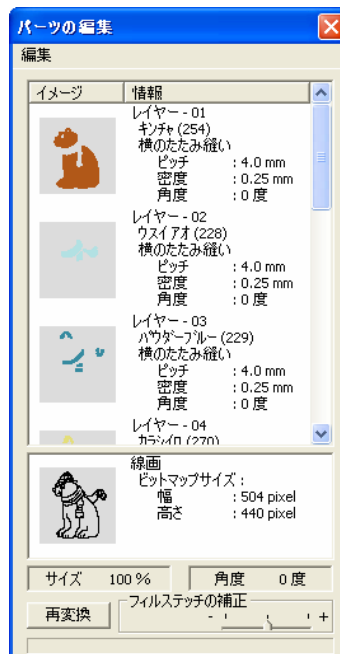 パーツの編集
編集
イメージ 情報
レイヤー - 01
キンチャ (254)
横のたたみ縫い
ピッチ : 4.0 mm
密度 : 0.25 mm
角度 : 0 度
レイヤー - 02
ウスイ アオ (228)
横のたたみ縫い
ピッチ : 4.0 mm
密度 : 0.25 mm
角度 : 0 度
レイヤー - 03
パウダーブルー (229)
横のたたみ縫い
ピッチ : 4.0 mm
密度 : 0.25 mm
角度 : 0 度
レイヤー - 04
カラシイロ (270)
線画
ビットマップサイズ :
幅 : 504 pixel
高さ : 440 pixel
サイズ 100 % 角度 0 度
フィルステッチの補正
再変換 - +